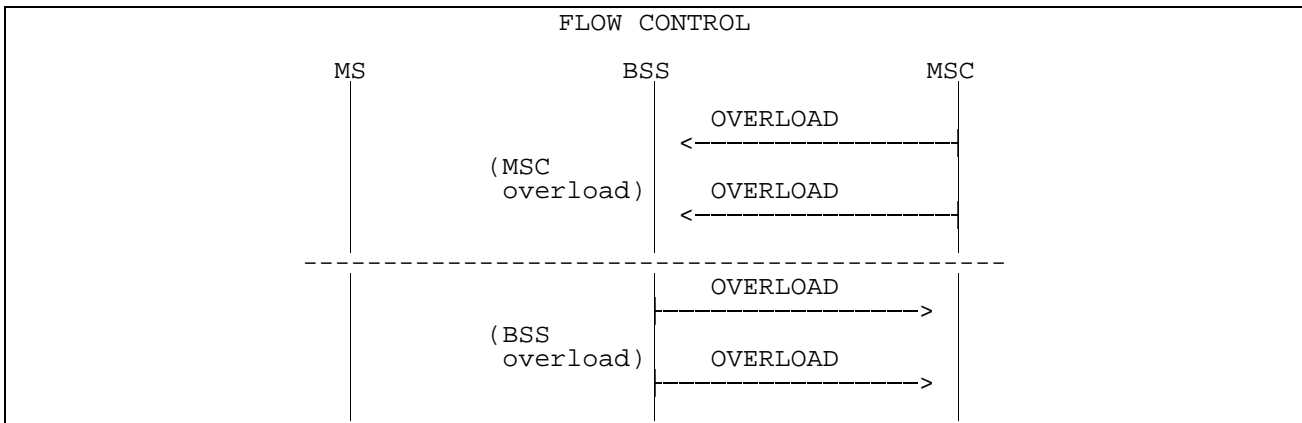 FLOW CONTROL
MS BSS MSC
OVERLOAD
(MSC
overload) OVERLOAD
OVERLOAD
(BSS
overload) OVERLOAD